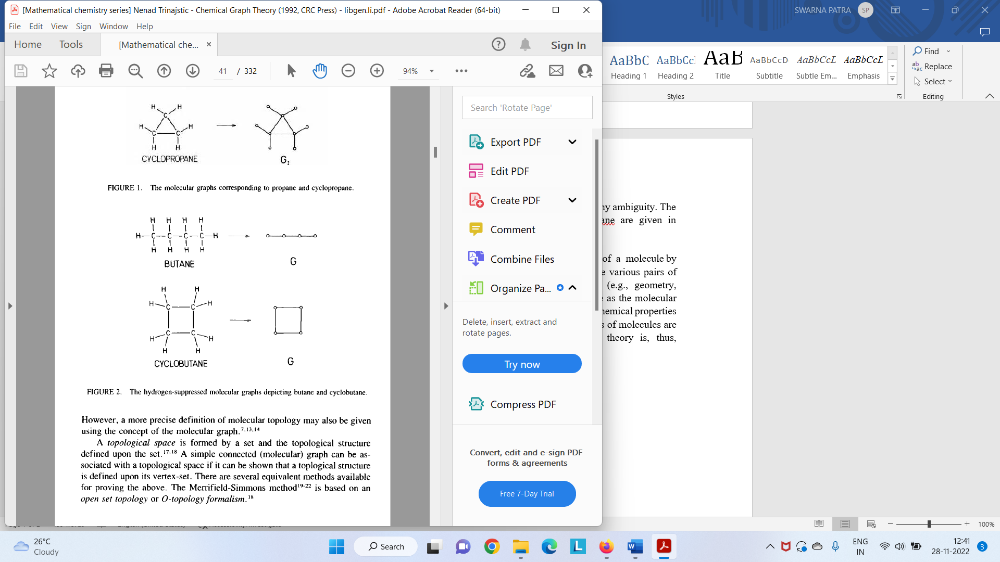 [Mathematical chemistry series] Nenad Trinajstic - Chemical Graph Theory (1992, CRC Press) - libgen.li.pdf - Adobe Acrobat Reader (64-bit)
SWARNA PATRA SP
File Edit View Sign Window Help
Home Tools [Mathematical che... × Sign In
41 / 332 94%
AaBbC AaBbCc AaB AaBbCcD AaBbCcL AaBbCcL
Heading 1 Heading 2 Title Subtitle Subtle Em... Emphasis
Styles
Find
Replace
Select
Editing
H H
C
H H
C C
H H
CYCLOPROPANE G₂
FIGURE 1. The molecular graphs corresponding to propane and cyclopropane.
H H H H
H—C—C—C—C—H
H H H H
BUTANE G
H H
H C C H
H C C H
H H
CYCLOBUTANE G
FIGURE 2. The hydrogen-suppressed molecular graphs depicting butane and cyclobutane.
However, a more precise definition of molecular topology may also be given
using the concept of the molecular graph.⁷,¹³,¹⁴
A topological space is formed by a set and the topological structure
defined upon the set.¹⁷,¹⁸ A simple connected (molecular) graph can be as-
sociated with a topological space if it can be shown that a toplogical structure
is defined upon its vertex-set. There are several equivalent methods available
for proving the above. The Merrifield-Simmons method¹⁹⁻²² is based on an
open set topology or O-topology formalism.¹⁸
Search 'Rotate Page'
Export PDF
Edit PDF
Create PDF
Comment
Combine Files
Organize Pa...
Delete, insert, extract and
rotate pages.
Try now
Compress PDF
Convert, edit and e-sign PDF
forms & agreements
Free 7-Day Trial
ambiguity. The
are given in
of a molecule by
various pairs of
(e.g., geometry,
as the molecular
properties
of molecules are
theory is, thus,
100%
26°C
Cloudy
Search
ENG
IN
12:41
28-11-2022
3